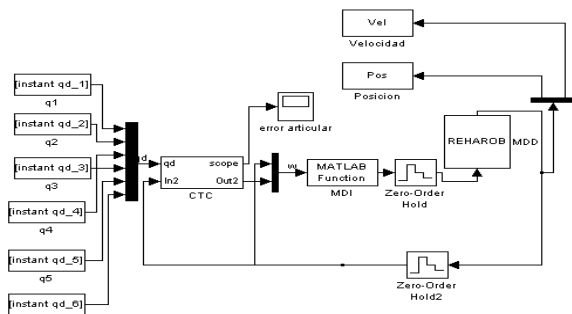 Vel
Velocidad
Pos
Posicion
[instant qd_1]
q1
[instant qd_2]
q2
[instant qd_3]
q3
[instant qd_4]
q4
[instant qd_5]
q5
[instant qd_6]
qd
qd scope
In2 Out2
CTC
error articular
w
MATLAB
Function
MDI
Zero-Order
Hold
REHAROB
MDD
Zero-Order
Hold2